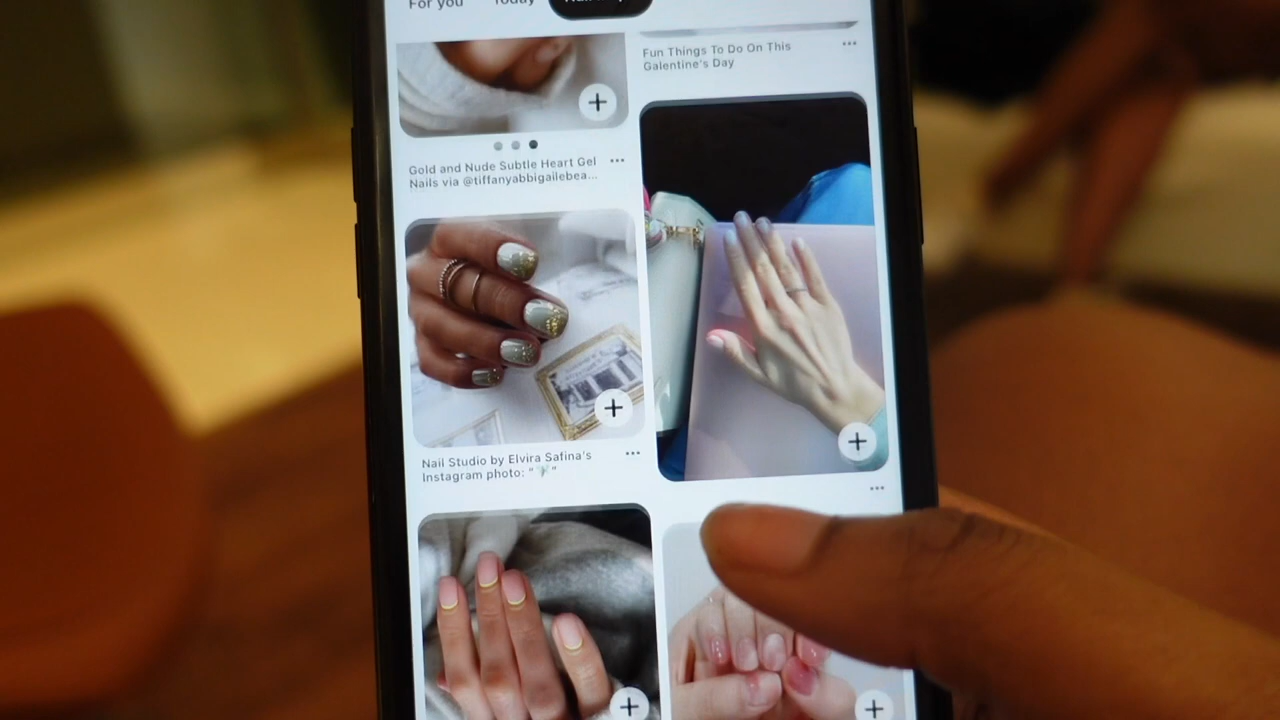 For you
Today
Fun Things To Do On This
Galentine's Day
Gold and Nude Subtle Heart Gel
Nails via @tiffanyabbigailebea...
Nail Studio by Elvira Safina's
Instagram photo: " "